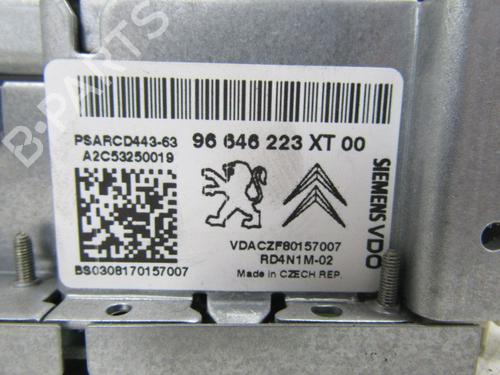 PSARCD443-63 96 646 223 XT 00
A2C53250019
SIEMENS VDO
VDACZF80157007
RD4N1M-02
BS0308170157007
Made in CZECH REP.
B-PARTS